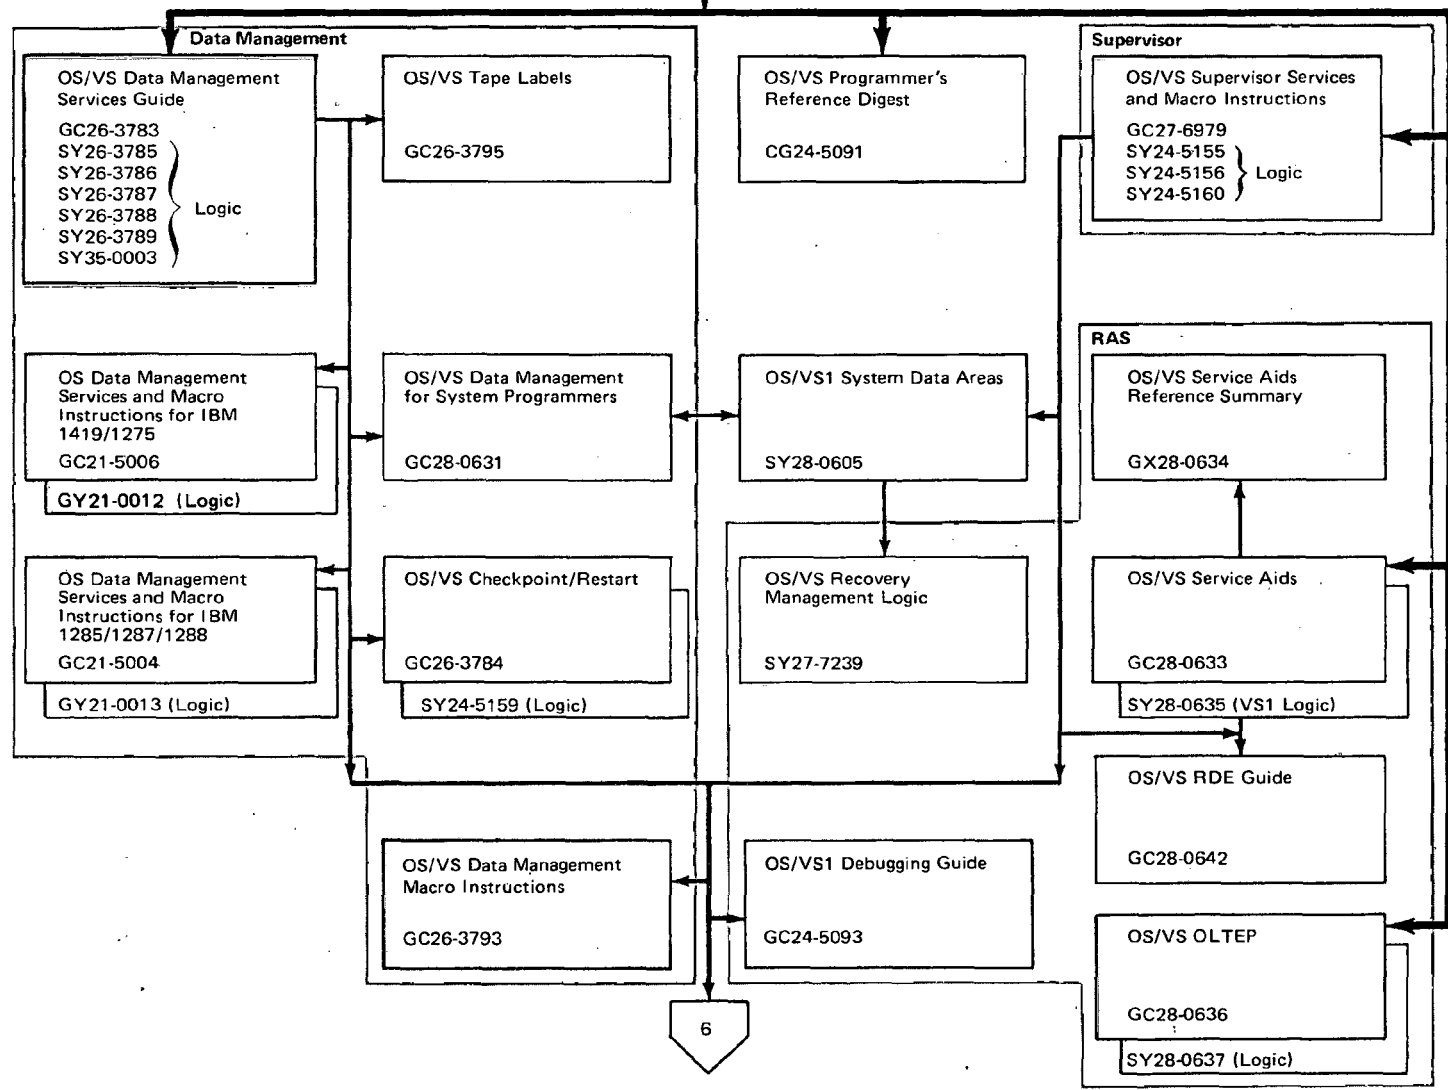 Data Management
OS/VS Data Management
Services Guide
GC26-3783
SY26-3785
SY26-3786
SY26-3787
SY26-3788
SY26-3789
SY35-0003
Logic
OS/VS Tape Labels
GC26-3795
OS/VS Programmer's
Reference Digest
CG24-5091
Supervisor
OS/VS Supervisor Services
and Macro Instructions
GC27-6979
SY24-5155
SY24-5156
SY24-5160
Logic
OS Data Management
Services and Macro
Instructions for IBM
1419/1275
GC21-5006
GY21-0012 (Logic)
OS/VS Data Management
for System Programmers
GC28-0631
OS/VS1 System Data Areas
SY28-0605
RAS
OS/VS Service Aids
Reference Summary
GX28-0634
OS Data Management
Services and Macro
Instructions for IBM
1285/1287/1288
GC21-5004
GY21-0013 (Logic)
OS/VS Checkpoint/Restart
GC26-3784
SY24-5159 (Logic)
OS/VS Recovery
Management Logic
SY27-7239
OS/VS Service Aids
GC28-0633
SY28-0635 (VS1 Logic)
OS/VS RDE Guide
GC28-0642
OS/VS Data Management
Macro Instructions
GC26-3793
OS/VS1 Debugging Guide
GC24-5093
OS/VS OLTEP
GC28-0636
SY28-0637 (Logic)
6